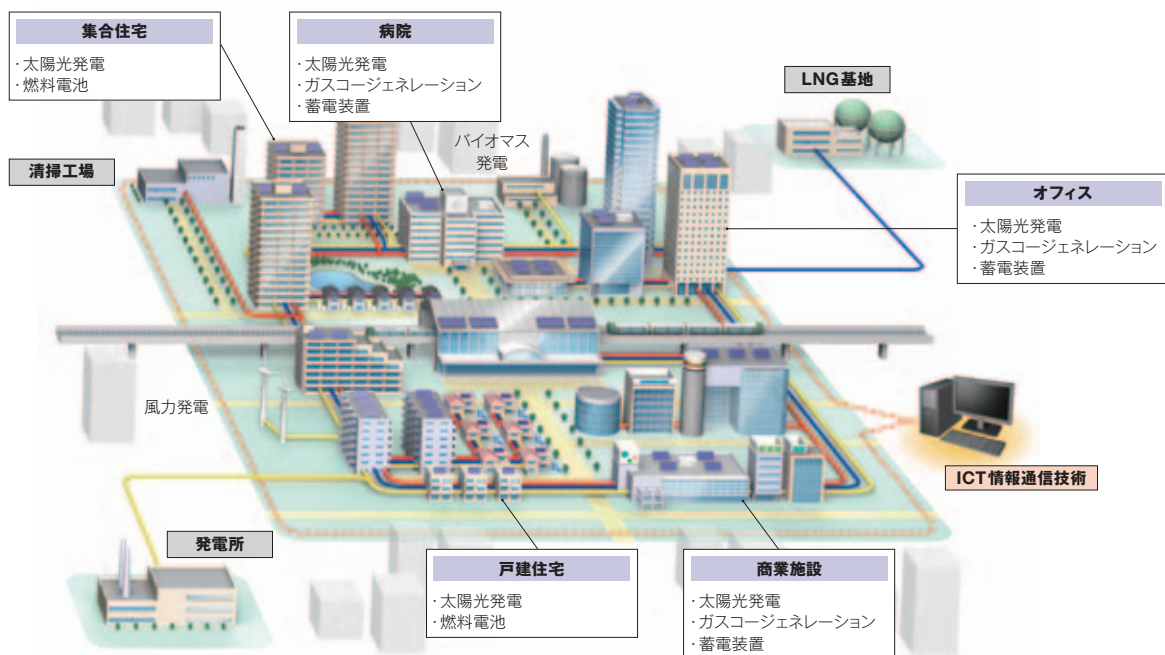 集合住宅
・太陽光発電
・燃料電池
病院
・太陽光発電
・ガスコージェネレーション
・蓄電装置
LNG基地
バイオマス
発電
清掃工場
オフィス
・太陽光発電
・ガスコージェネレーション
・蓄電装置
風力発電
ICT情報通信技術
発電所
戸建住宅
・太陽光発電
・燃料電池
商業施設
・太陽光発電
・ガスコージェネレーション
・蓄電装置